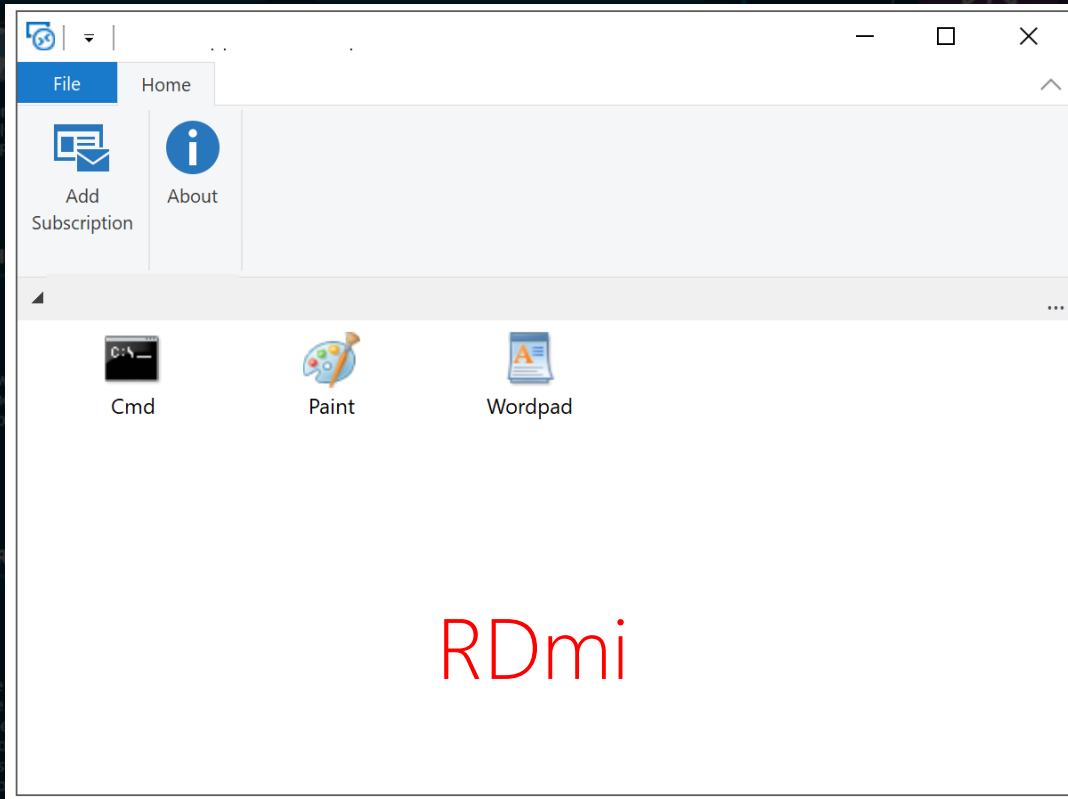 File
Home
Add
Subscription
About
...
C:\_
Cmd
Paint
A
Wordpad
RDmi